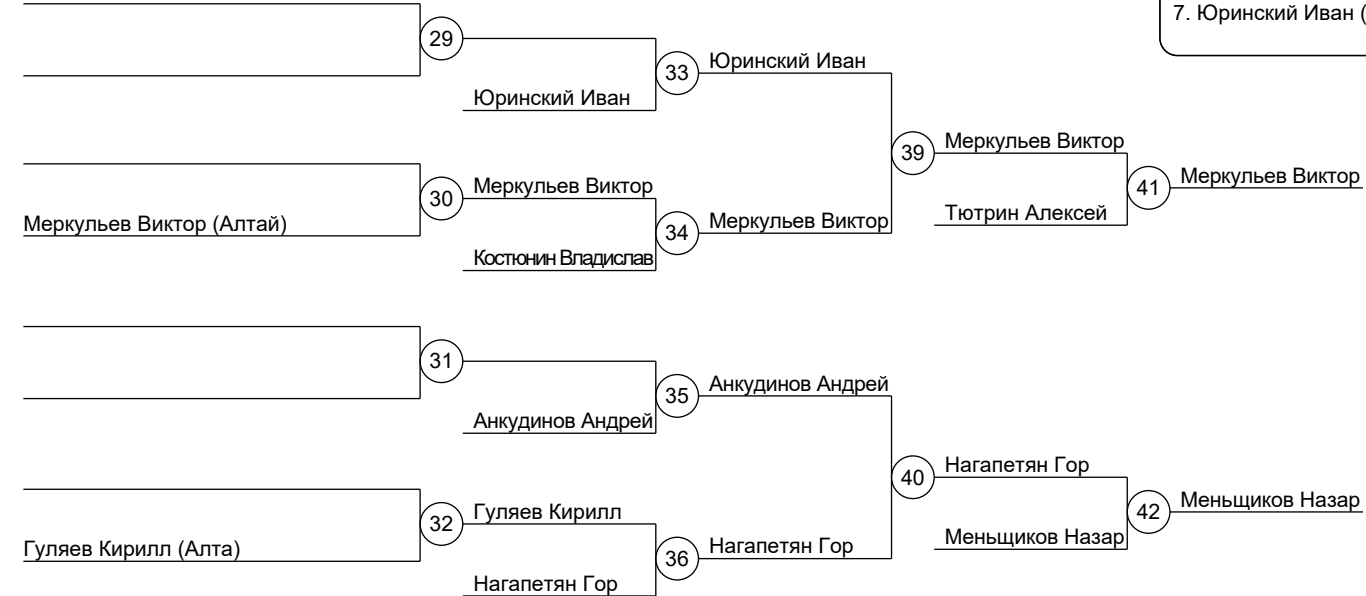 7. Юринский Иван (
29
Юринский Иван
33
Юринский Иван
Меркульев Виктор (Алтай)
30
Меркульев Виктор
Костюнин Владислав
34
Меркульев Виктор
39
Меркульев Виктор
Тютрин Алексей
41
Меркульев Виктор
31
Анкудинов Андрей
35
Анкудинов Андрей
Гуляев Кирилл (Алта)
32
Гуляев Кирилл
Нагапетян Гор
36
Нагапетян Гор
40
Нагапетян Гор
Меньщиков Назар
42
Меньщиков Назар